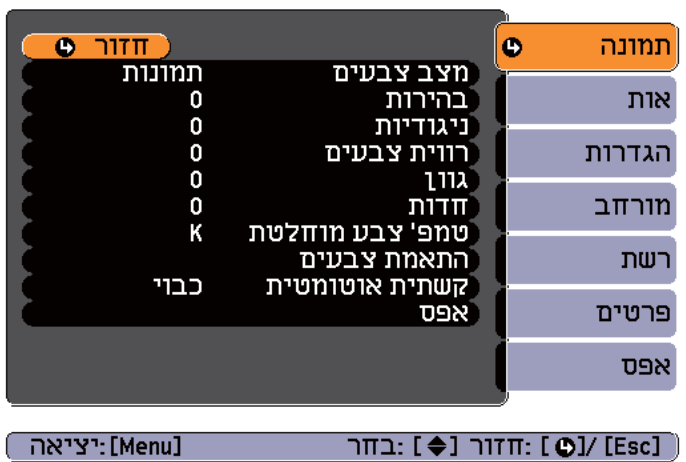 תמונה
אות
הגדרות
מורחב
רשת
פרטים
אפס
חזור
מצב צבעים תמונות
בהירות 0
ניגודיות 0
רווית צבעים 0
גוון 0
חדות 0
טמפ' צבע מוחלטת K
התאמת צבעים
קשתית אוטומטית כבוי
אפס
[Esc] /[ ]: חזור [ ]: בחר [Menu]: יציאה